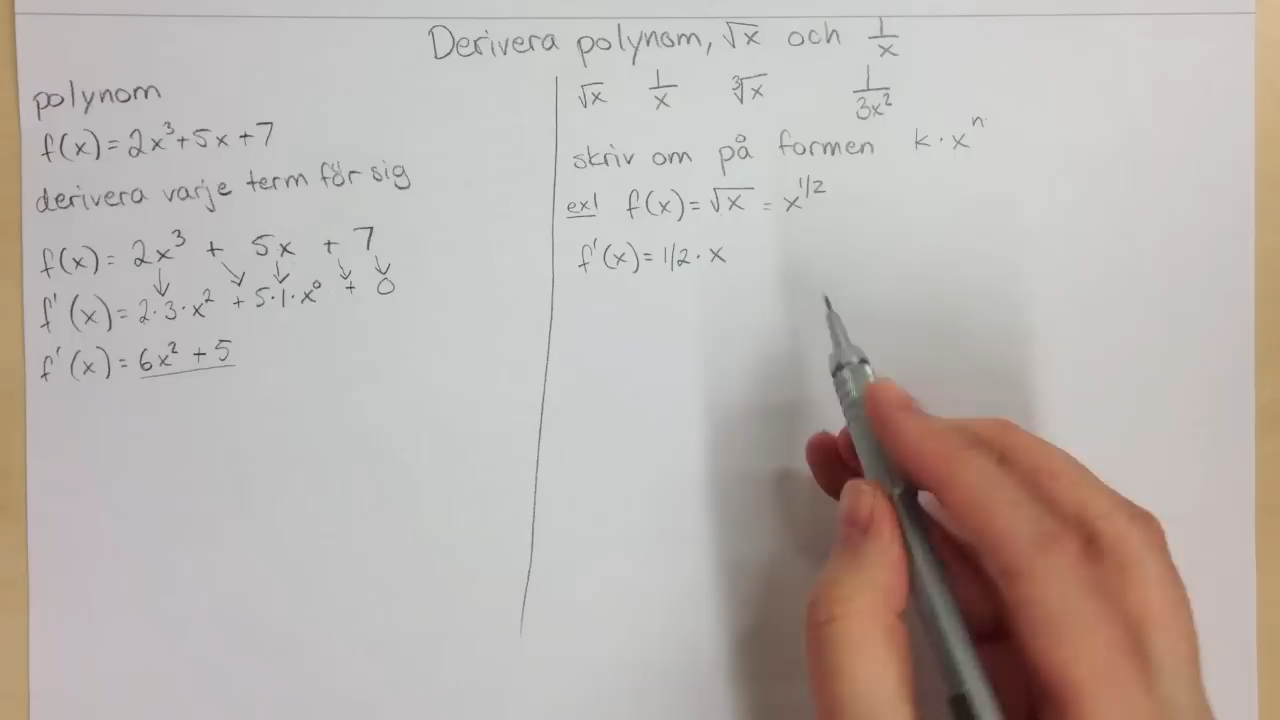 Derivera polynom, √x och 1/x
polynom
f(x)=2x³+5x+7
derivera varje term för sig
f(x)= 2x³ + 5x + 7
f'(x)= 2·3·x² + 5·1·x⁰ + 0
f'(x)= 6x² + 5
√x 1/x ∛x 1/3x²
skriv om på formen k·xⁿ
ex1 f(x)=√x = x^1/2
f'(x)=1/2·x